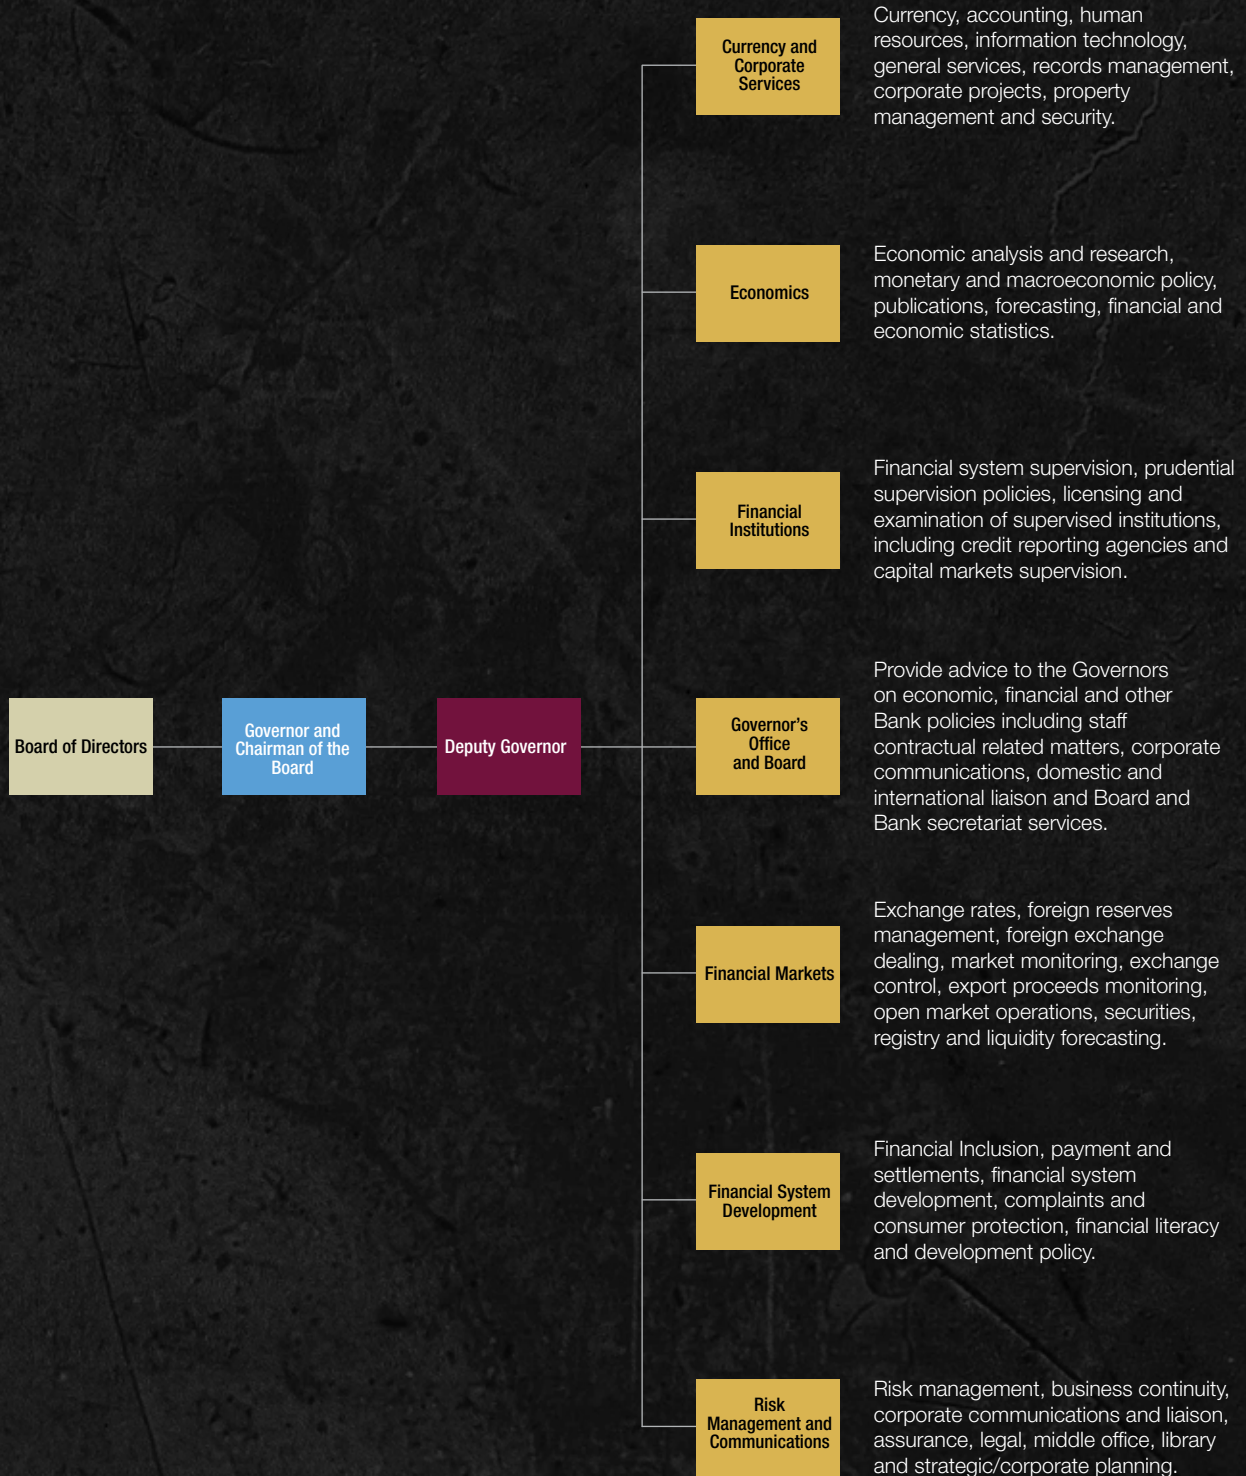 Currency and
Corporate
Services
Currency, accounting, human
resources, information technology,
general services, records management,
corporate projects, property
management and security.
Economics
Economic analysis and research,
monetary and macroeconomic policy,
publications, forecasting, financial and
economic statistics.
Financial
Institutions
Financial system supervision, prudential
supervision policies, licensing and
examination of supervised institutions,
including credit reporting agencies and
capital markets supervision.
Board of Directors
Governor and
Chairman of the
Board
Deputy Governor
Governor's
Office
and Board
Provide advice to the Governors
on economic, financial and other
Bank policies including staff
contractual related matters, corporate
communications, domestic and
international liaison and Board and
Bank secretariat services.
Financial Markets
Exchange rates, foreign reserves
management, foreign exchange
dealing, market monitoring, exchange
control, export proceeds monitoring,
open market operations, securities,
registry and liquidity forecasting.
Financial System
Development
Financial Inclusion, payment and
settlements, financial system
development, complaints and
consumer protection, financial literacy
and development policy.
Risk
Management and
Communications
Risk management, business continuity,
corporate communications and liaison,
assurance, legal, middle office, library
and strategic/corporate planning.